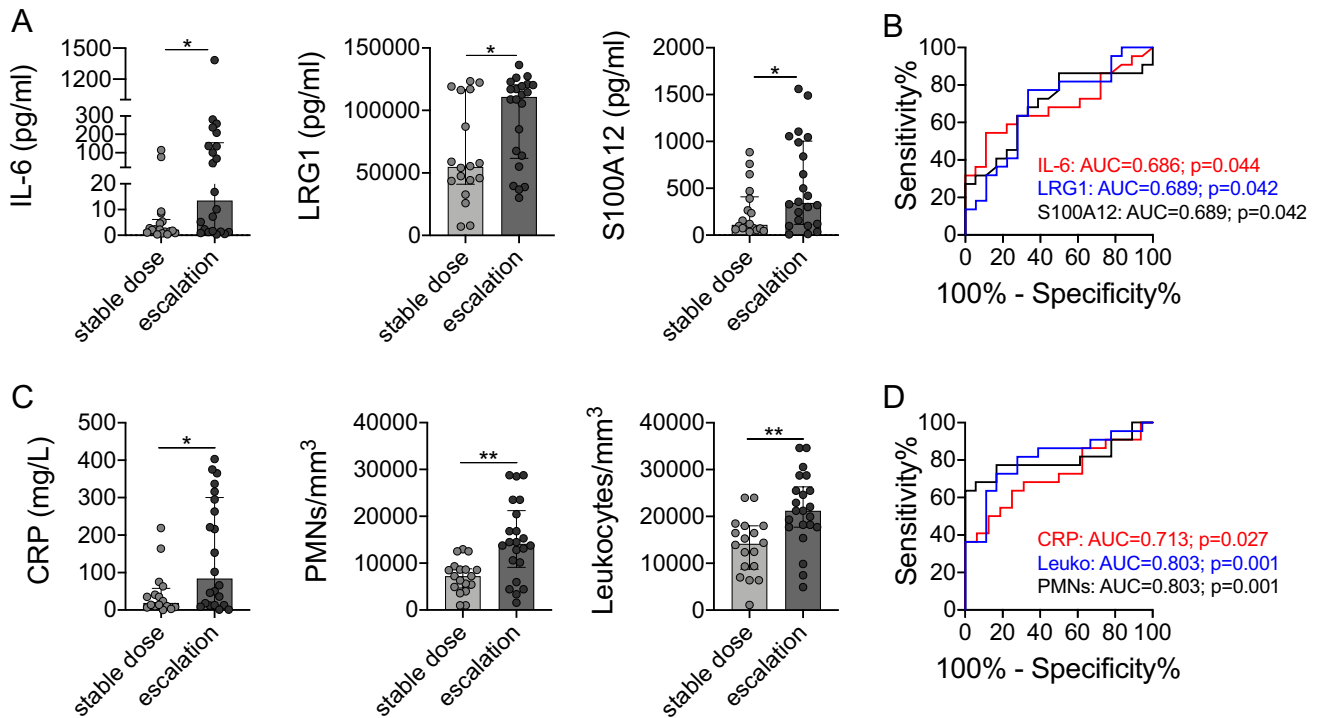 A
IL-6 (pg/ml)
1500
1200
300
200
100
20
10
0
*
stable dose
escalation
LRG1 (pg/ml)
150000
100000
50000
0
*
stable dose
escalation
S100A12 (pg/ml)
2000
1500
1000
500
0
*
stable dose
escalation
B
Sensitivity%
100
80
60
40
20
0
IL-6: AUC=0.686; p=0.044
LRG1: AUC=0.689; p=0.042
S100A12: AUC=0.689; p=0.042
0 20 40 60 80 100
100% - Specificity%
C
CRP (mg/L)
500
400
300
200
100
0
*
stable dose
escalation
PMNs/mm³
40000
30000
20000
10000
0
**
stable dose
escalation
Leukocytes/mm³
40000
30000
20000
10000
0
**
stable dose
escalation
D
Sensitivity%
100
80
60
40
20
0
CRP: AUC=0.713; p=0.027
Leuko: AUC=0.803; p=0.001
PMNs: AUC=0.803; p=0.001
0 20 40 60 80 100
100% - Specificity%